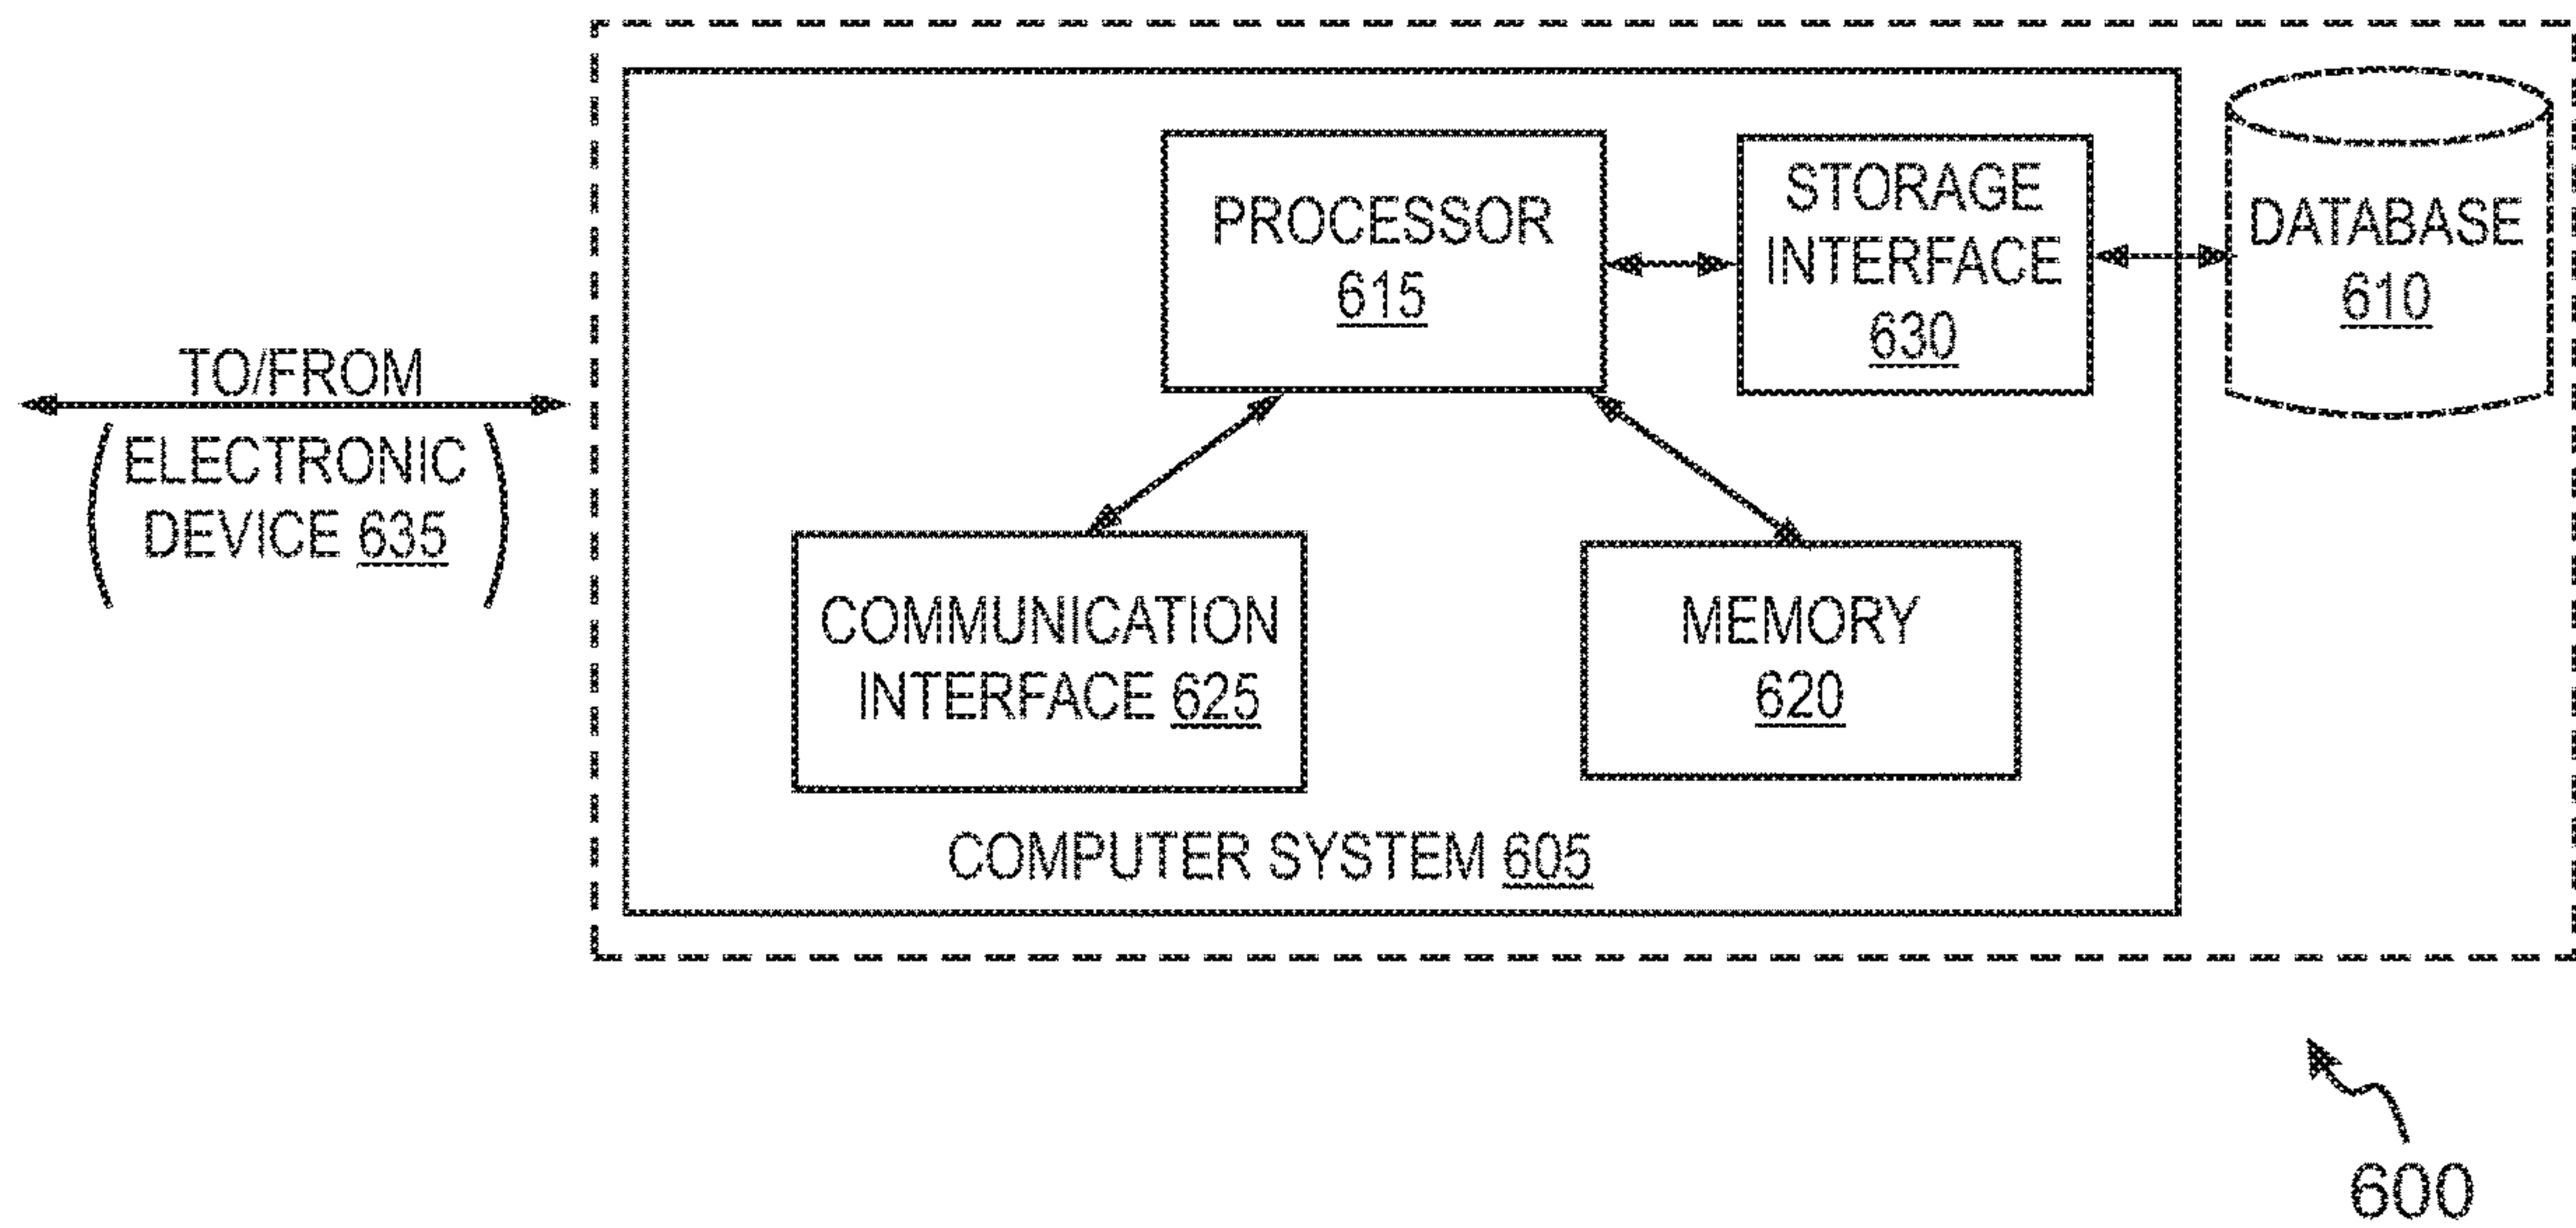 PROCESSOR
615
STORAGE
INTERFACE
630
DATABASE
610
TO/FROM
ELECTRONIC
DEVICE 635
COMMUNICATION
INTERFACE 625
MEMORY
620
COMPUTER SYSTEM 605
600